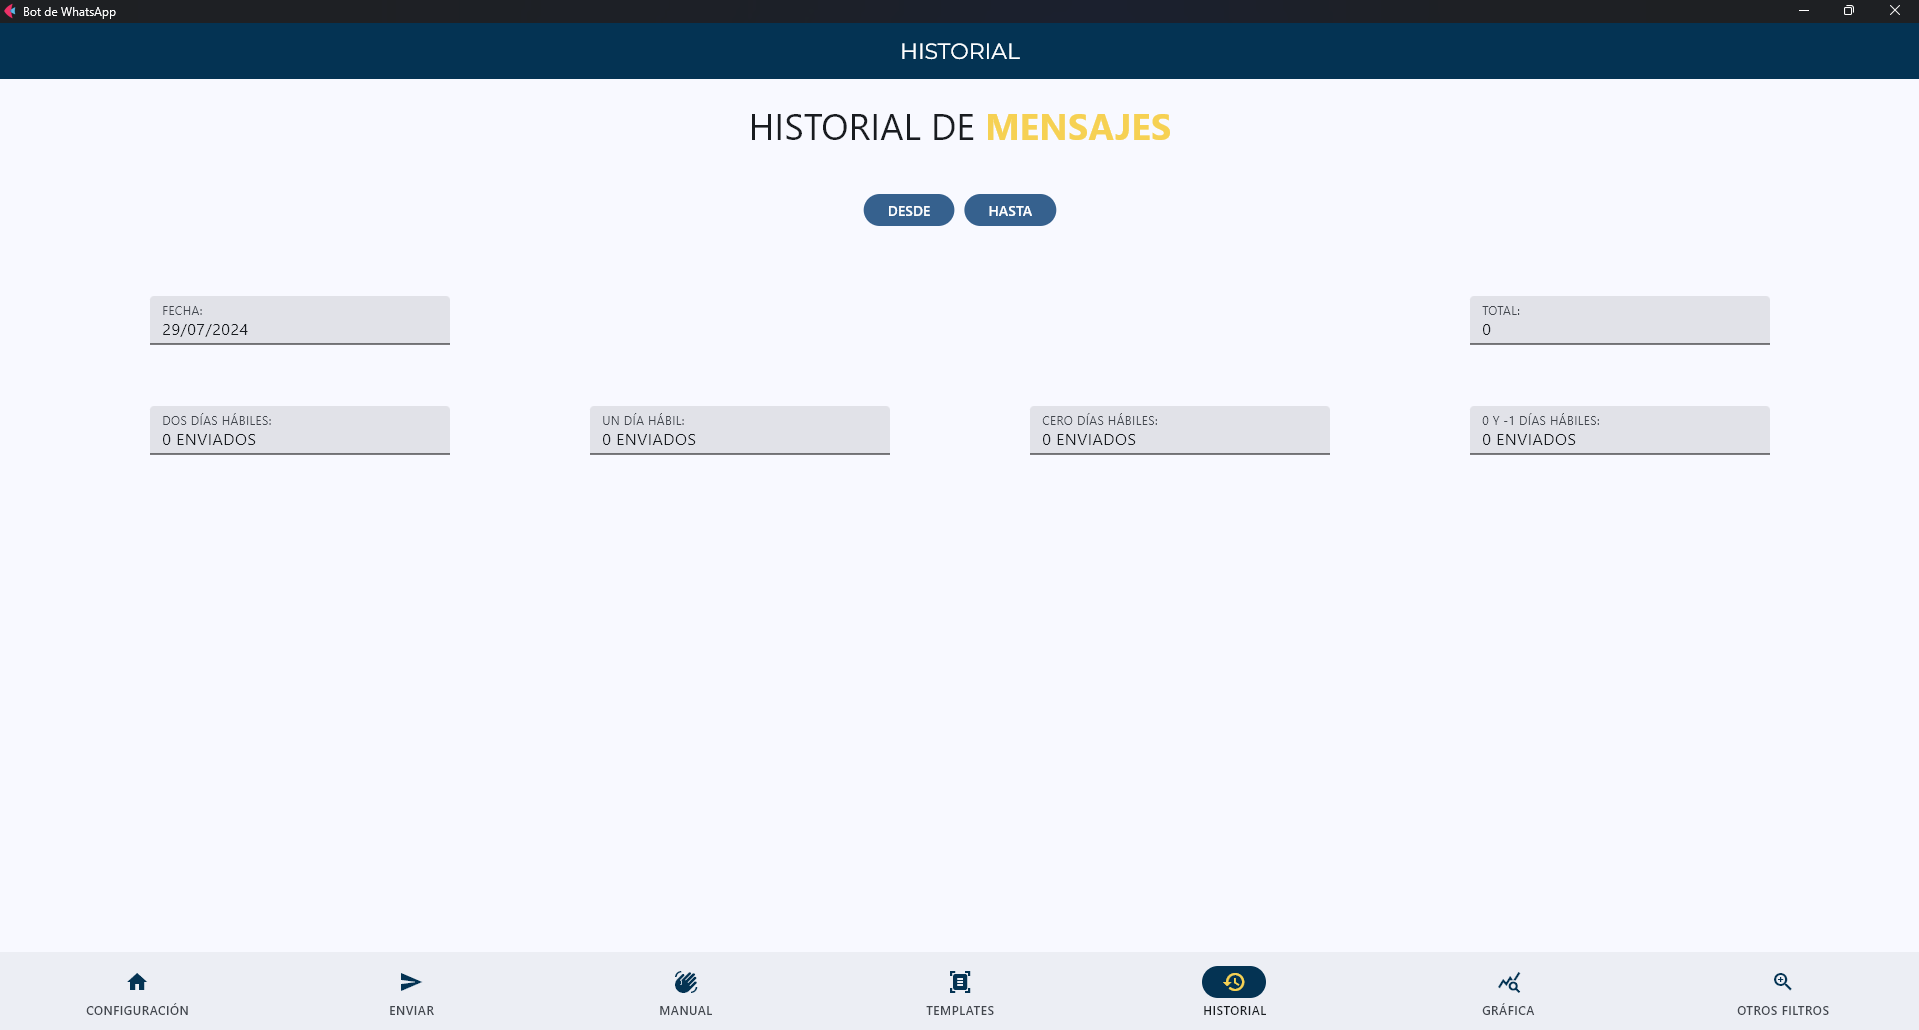 Bot de WhatsApp
HISTORIAL
HISTORIAL DE MENSAJES
DESDE HASTA
FECHA:
29/07/2024
TOTAL:
0
DOS DÍAS HÁBILES:
0 ENVIADOS
UN DÍA HÁBIL:
0 ENVIADOS
CERO DÍAS HÁBILES:
0 ENVIADOS
0 Y -1 DÍAS HÁBILES:
0 ENVIADOS
CONFIGURACIÓN
ENVIAR
MANUAL
TEMPLATES
HISTORIAL
GRÁFICA
OTROS FILTROS